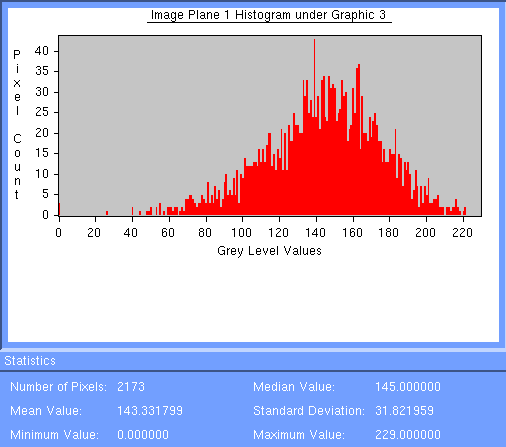 Image Plane 1 Histogram under Graphic 3
Pixel Count
40
35
30
25
20
15
10
5
0
0 20 40 60 80 100 120 140 160 180 200 220
Grey Level Values
Statistics
Number of Pixels: 2173 Median Value: 145.000000
Mean Value: 143.331799 Standard Deviation: 31.821959
Minimum Value: 0.000000 Maximum Value: 229.000000